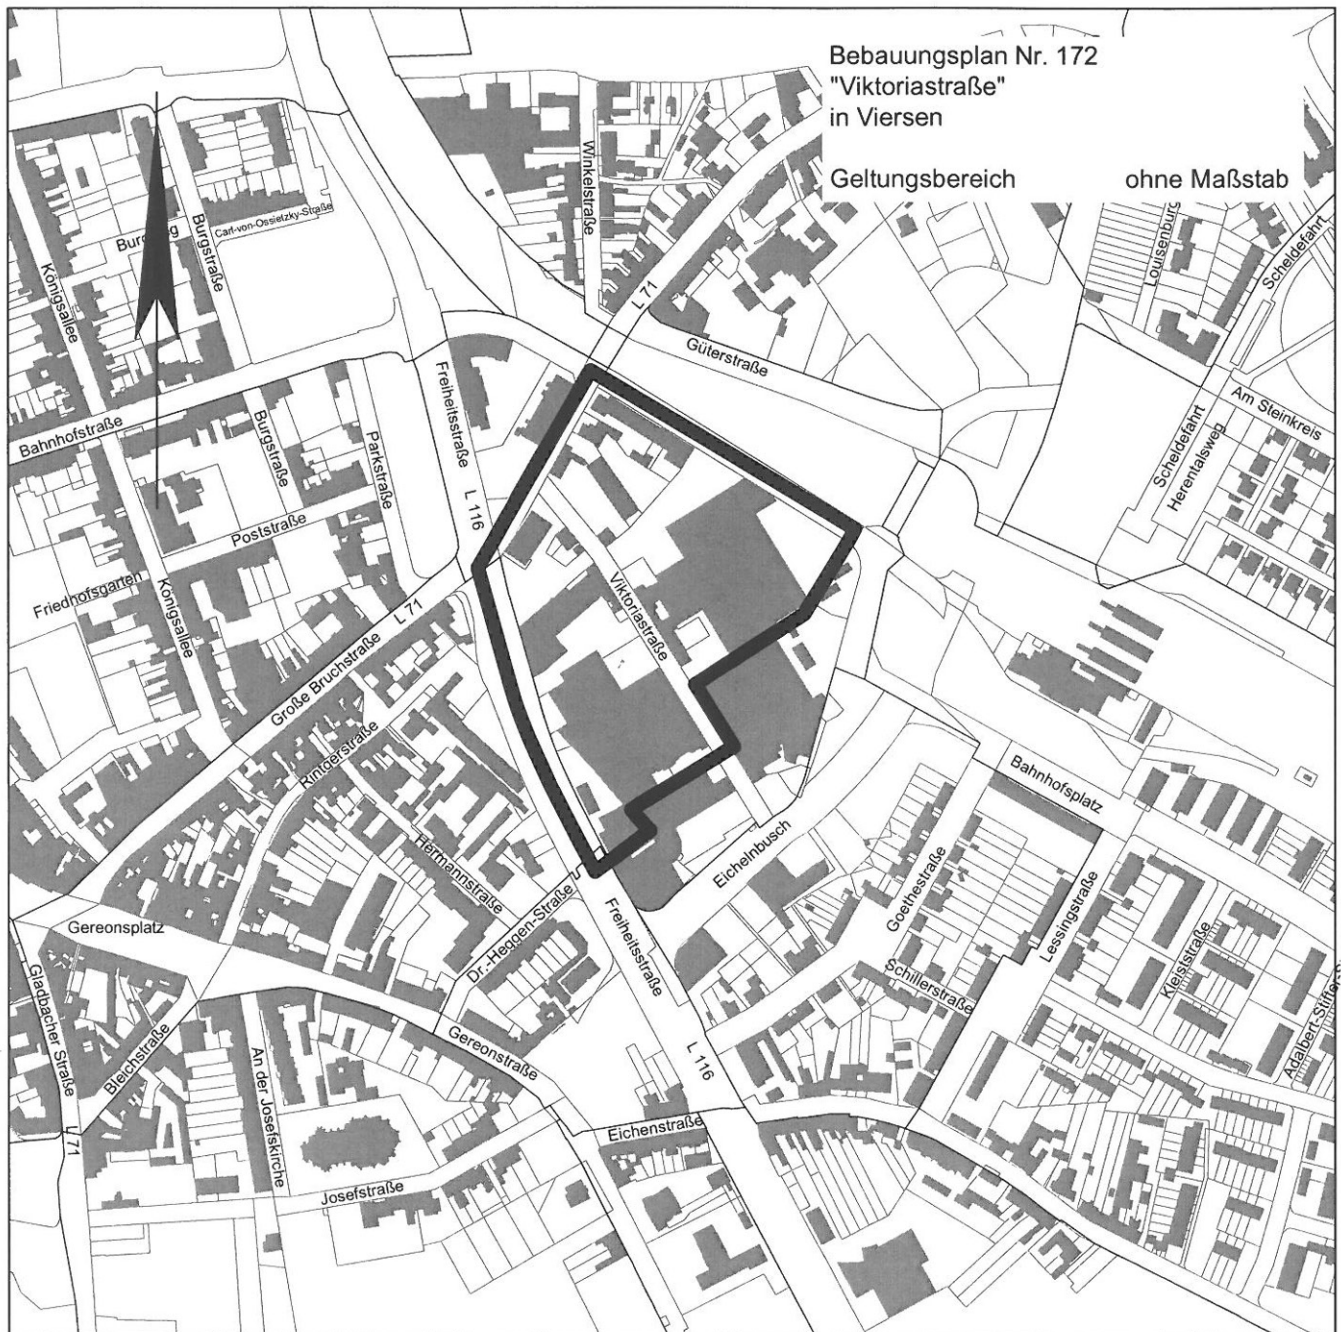 Bebauungsplan Nr. 172
"Viktoriastraße"
in Viersen
Geltungsbereich
ohne Maßstab
Winkelstraße
Burgstraße
Carl-von-Ossietzky-Straße
Königsallee
L 71
Güterstraße
Louisenburg
Scheldefahrt
Freiheitsstraße
Am Steinkreis
Bahnhofstraße
Burgstraße
Parkstraße
Scheldefahrt
Herentalsweg
L 116
Poststraße
Friedhofsgarten
Königsallee
Viktoriastraße
L 71
Große Bruchstraße
Rintgerstraße
Bahnhofsplatz
Hermannstraße
Eichelnbusch
Goethestraße
Lessingstraße
Gereonsplatz
Dr.-Heggen-Straße
Freiheitsstraße
Schillerstraße
Kleiststraße
Adalbert-Stifter-
Gladbacher Straße
Bleichstraße
An der Josefskirche
Gereonstraße
L 116
L 71
Eichenstraße
Josefstraße